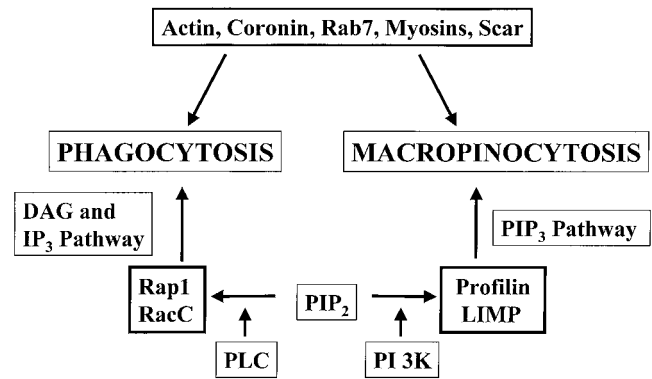 Actin, Coronin, Rab7, Myosins, Scar
PHAGOCYTOSIS
MACROPINOCYTOSIS
DAG and
IP₃ Pathway
PIP₃ Pathway
Rap1
RacC
PIP₂
Profilin
LIMP
PLC
PI 3K